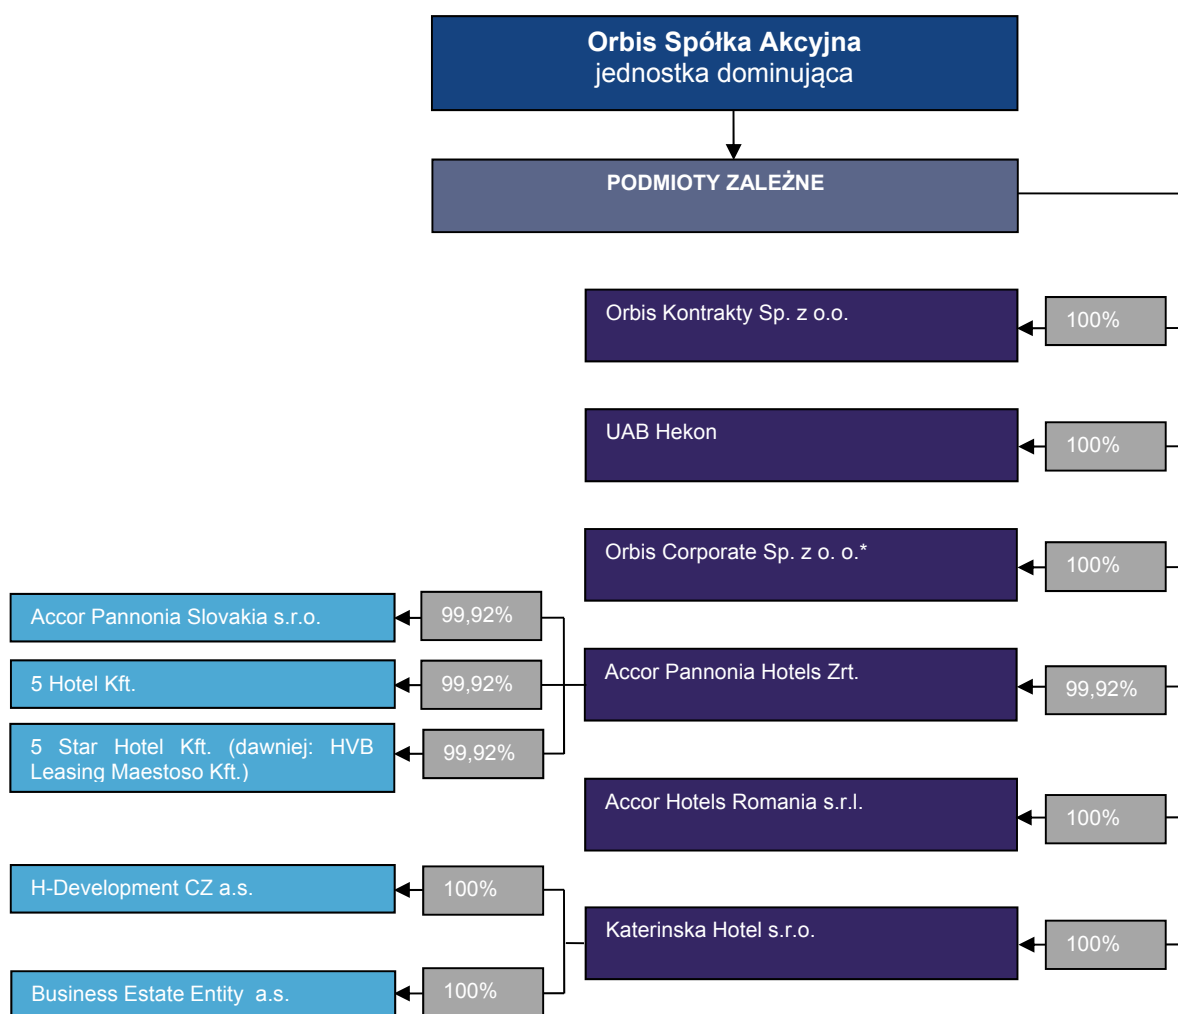 Orbis Spółka Akcyjna
jednostka dominująca
PODMIOTY ZALEŻNE
Orbis Kontrakty Sp. z o.o.
100%
UAB Hekon
100%
Orbis Corporate Sp. z o. o.*
100%
Accor Pannonia Slovakia s.r.o.
99,92%
5 Hotel Kft.
99,92%
Accor Pannonia Hotels Zrt.
99,92%
5 Star Hotel Kft. (dawniej: HVB
Leasing Maestoso Kft.)
99,92%
Accor Hotels Romania s.r.l.
100%
H-Development CZ a.s.
100%
Katerinska Hotel s.r.o.
100%
Business Estate Entity a.s.
100%